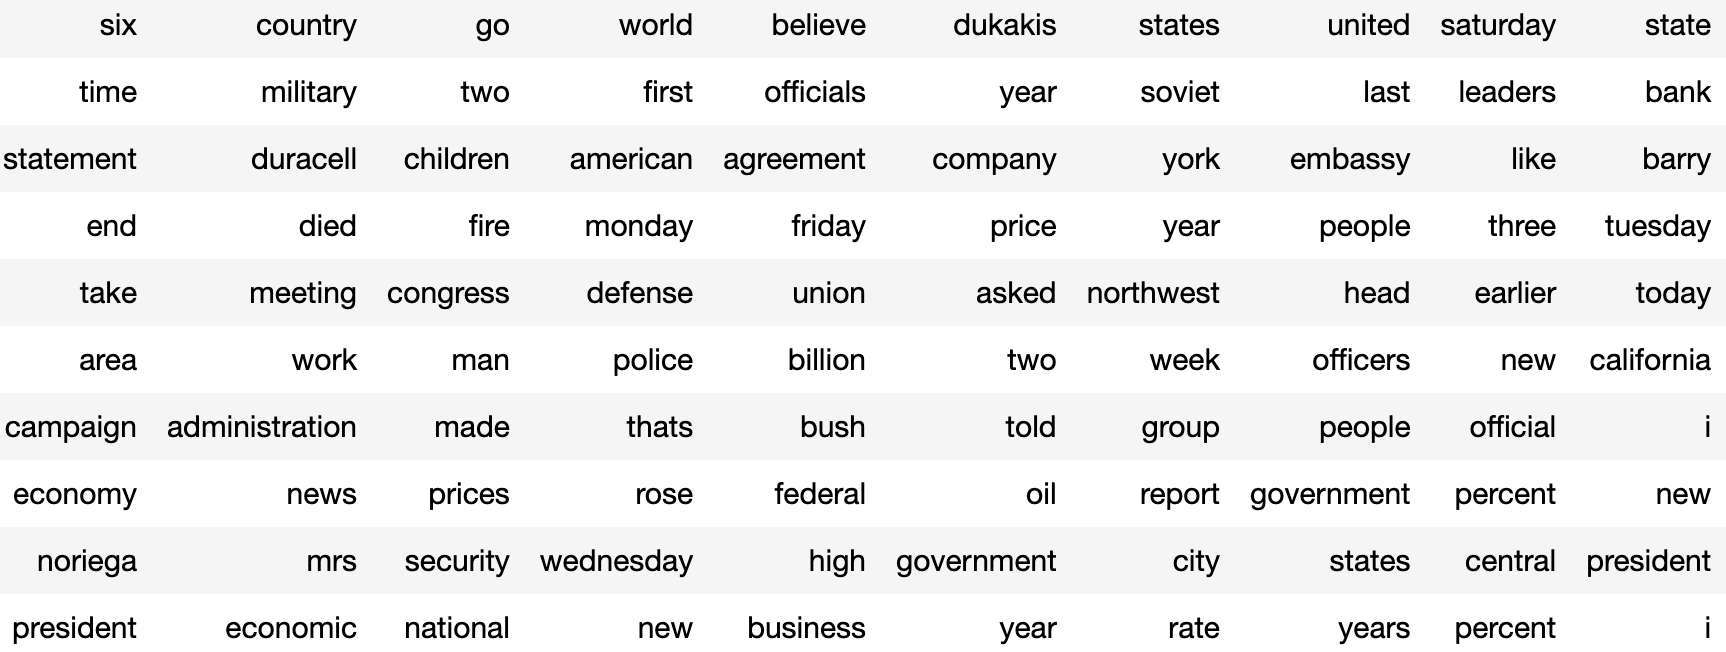 six country go world believe dukakis states united saturday state
time military two first officials year soviet last leaders bank
statement duracell children american agreement company york embassy like barry
end died fire monday friday price year people three tuesday
take meeting congress defense union asked northwest head earlier today
area work man police billion two week officers new california
campaign administration made thats bush told group people official i
economy news prices rose federal oil report government percent new
noriega mrs security wednesday high government city states central president
president economic national new business year rate years percent i